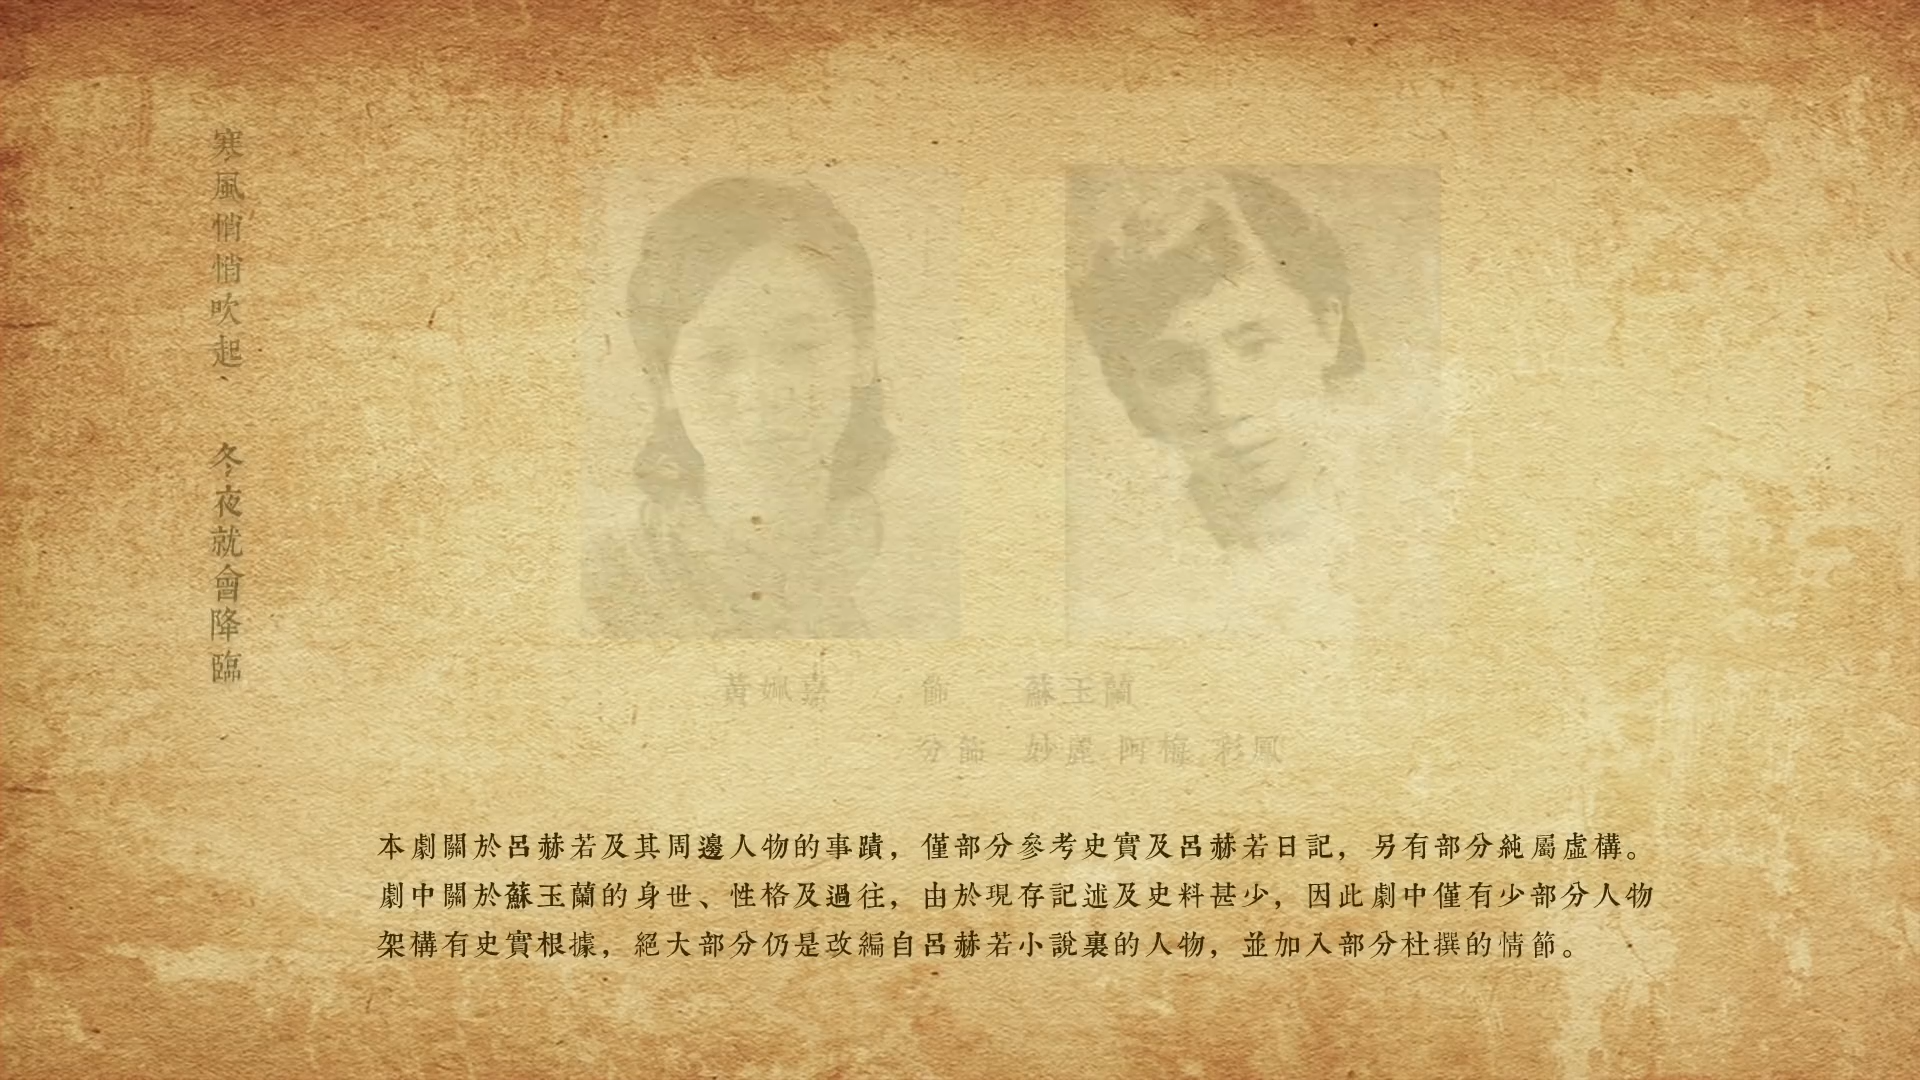 寒風悄悄吹起、 冬夜就會降臨
黃姵嘉 飾 蘇玉蘭
分飾 妙麗 阿梅 彩鳳
本劇關於呂赫若及其周邊人物的事蹟，僅部分參考史實及呂赫若日記，另有部分純屬虛構。
劇中關於蘇玉蘭的身世、性格及過往，由於現存記述及史料甚少，因此劇中僅有少部分人物
架構有史實根據，絕大部分仍是改編自呂赫若小說裏的人物，並加入部分杜撰的情節。